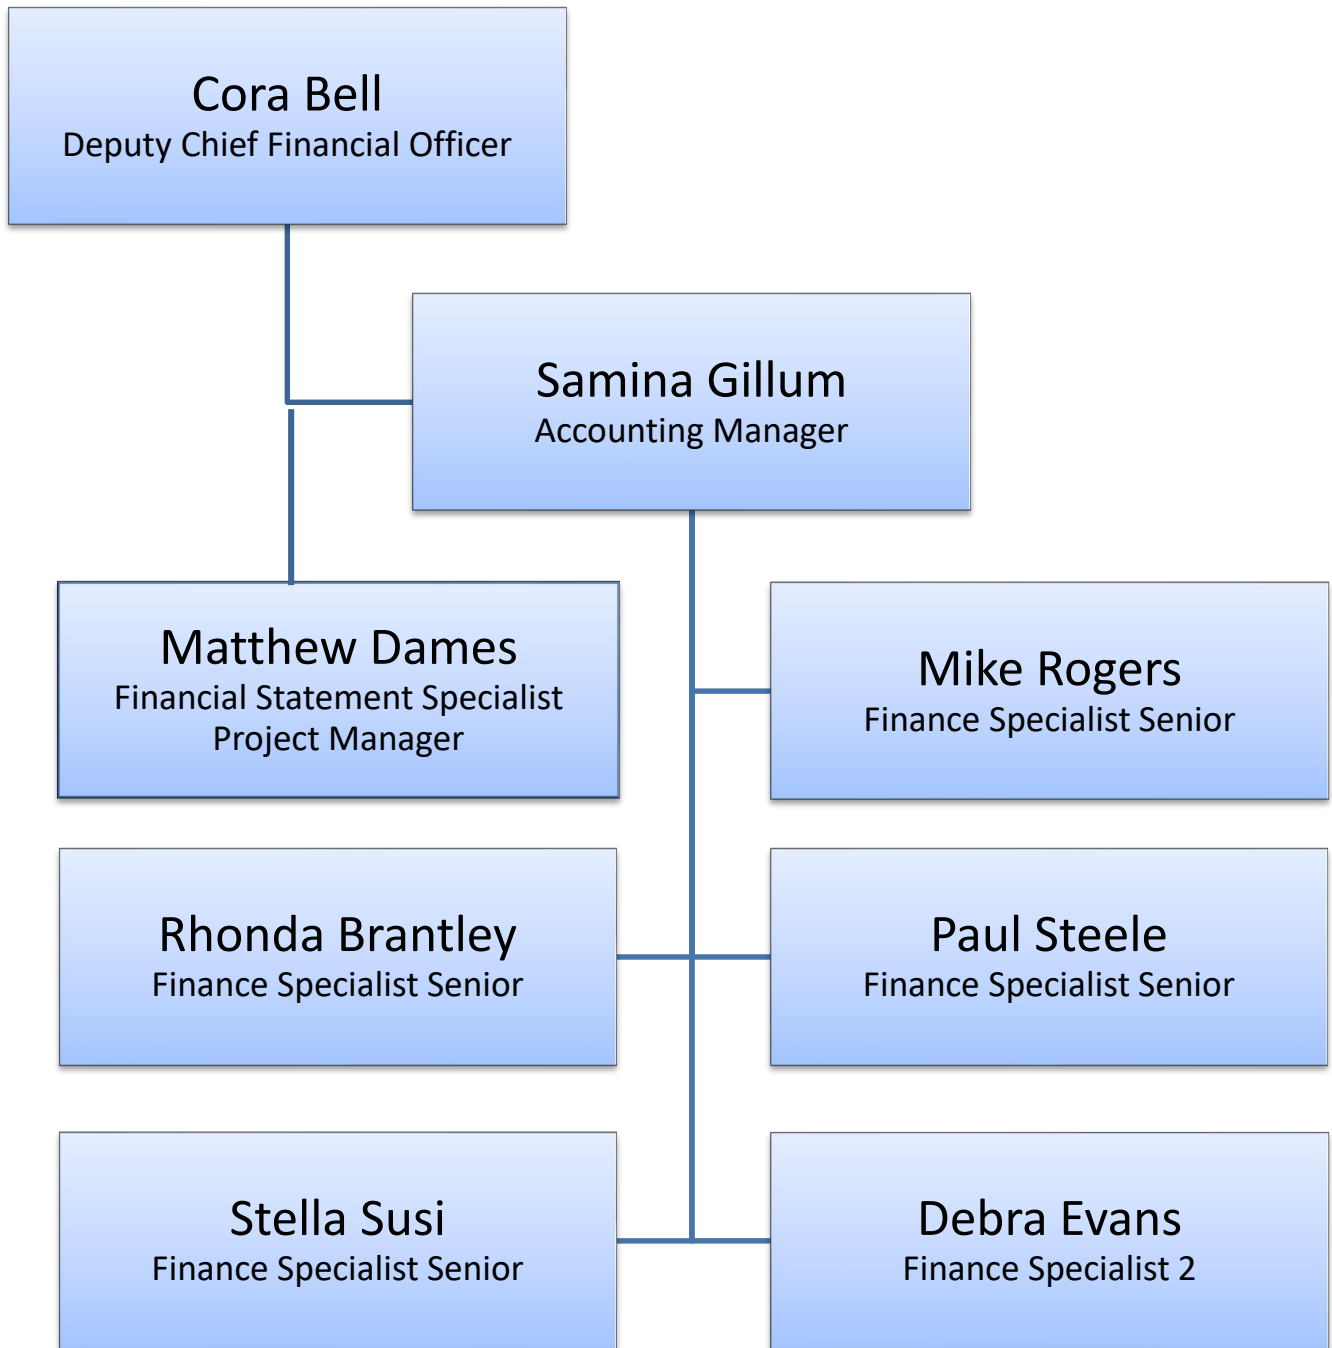 Cora Bell
Deputy Chief Financial Officer
Samina Gillum
Accounting Manager
Matthew Dames
Financial Statement Specialist
Project Manager
Mike Rogers
Finance Specialist Senior
Rhonda Brantley
Finance Specialist Senior
Paul Steele
Finance Specialist Senior
Stella Susi
Finance Specialist Senior
Debra Evans
Finance Specialist 2